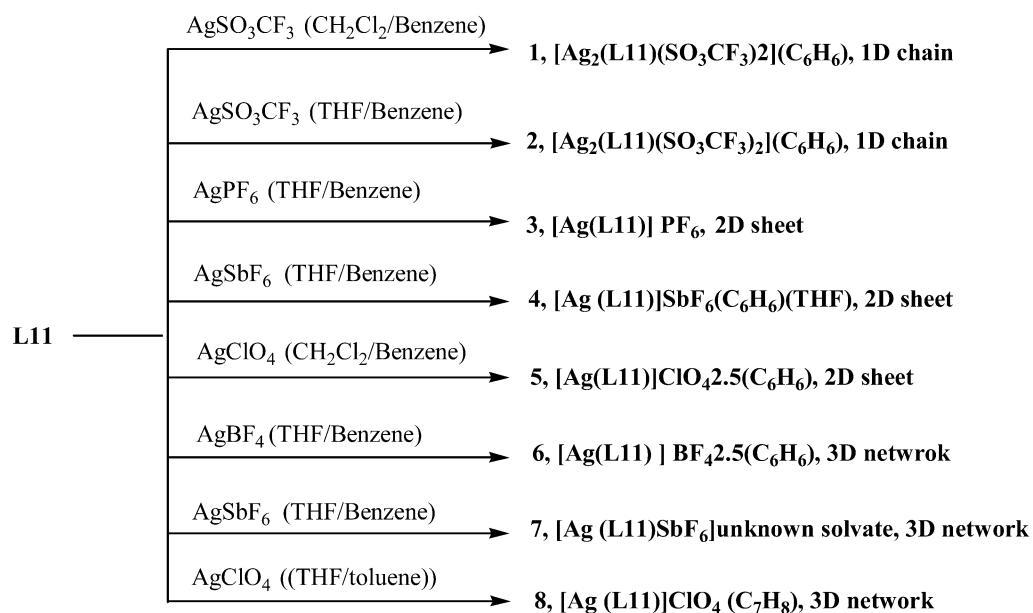 AgSO₃CF₃ (CH₂Cl₂/Benzene)
1, [Ag₂(L11)(SO₃CF₃)2](C₆H₆), 1D chain
AgSO₃CF₃ (THF/Benzene)
2, [Ag₂(L11)(SO₃CF₃)₂](C₆H₆), 1D chain
AgPF₆ (THF/Benzene)
3, [Ag(L11)] PF₆, 2D sheet
AgSbF₆ (THF/Benzene)
4, [Ag (L11)]SbF₆(C₆H₆)(THF), 2D sheet
L11
AgClO₄ (CH₂Cl₂/Benzene)
5, [Ag(L11)]ClO₄2.5(C₆H₆), 2D sheet
AgBF₄ (THF/Benzene)
6, [Ag(L11) ] BF₄2.5(C₆H₆), 3D netwrok
AgSbF₆ (THF/Benzene)
7, [Ag (L11)SbF₆]unknown solvate, 3D network
AgClO₄ ((THF/toluene))
8, [Ag (L11)]ClO₄ (C₇H₈), 3D network